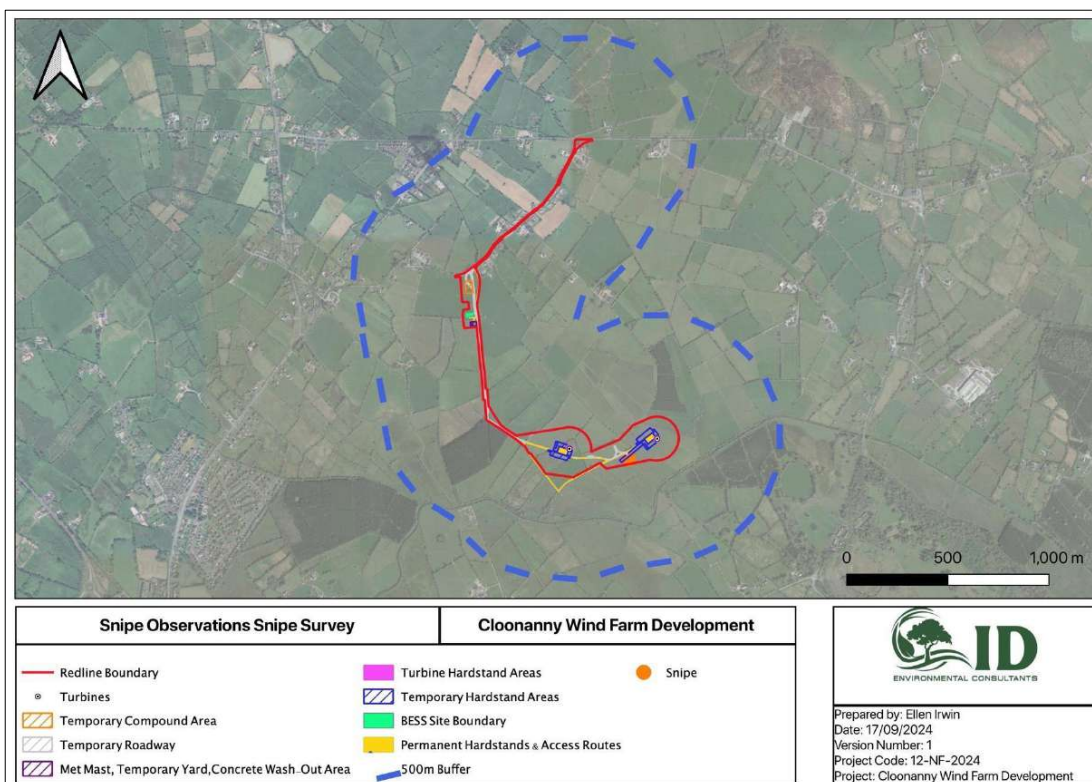 0 500 1,000 m
Snipe Observations Snipe Survey
Cloonanny Wind Farm Development
Redline Boundary
Turbines
Temporary Compound Area
Temporary Roadway
Met Mast, Temporary Yard,Concrete Wash-Out Area
Turbine Hardstand Areas
Temporary Hardstand Areas
BESS Site Boundary
Permanent Hardstands & Access Routes
500m Buffer
Snipe
ID
ENVIRONMENTAL CONSULTANTS
Prepared by: Ellen Irwin
Date: 17/09/2024
Version Number: 1
Project Code: 12-NF-2024
Project: Cloonanny Wind Farm Development